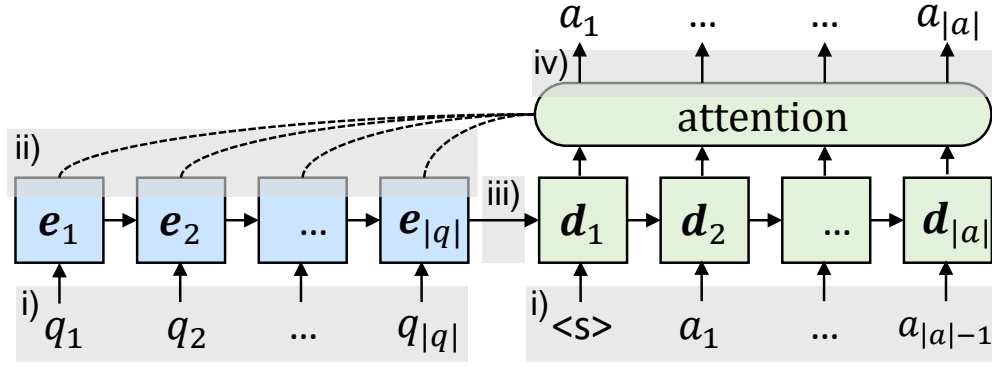 a₁ ... ... a|a|
iv)
attention
ii)
iii)
e₁ e₂ ... e|q| d₁ d₂ ... d|a|
i) i)
q₁ q₂ ... q|q| <s> a₁ ... a|a|−1